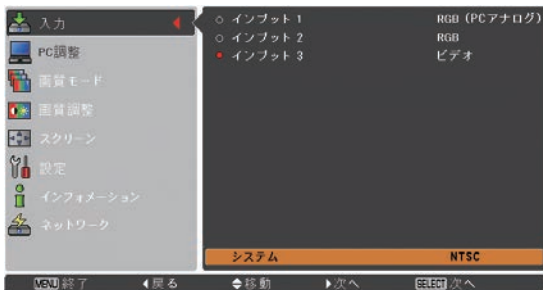 入力
PC調整
画質モード
画質調整
スクリーン
設定
インフォメーション
ネットワーク
インプット 1 RGB (PCアナログ)
インプット 2 RGB
インプット 3 ビデオ
システム NTSC
MENU 終了 戻る 移動 次へ SELECT 次へ